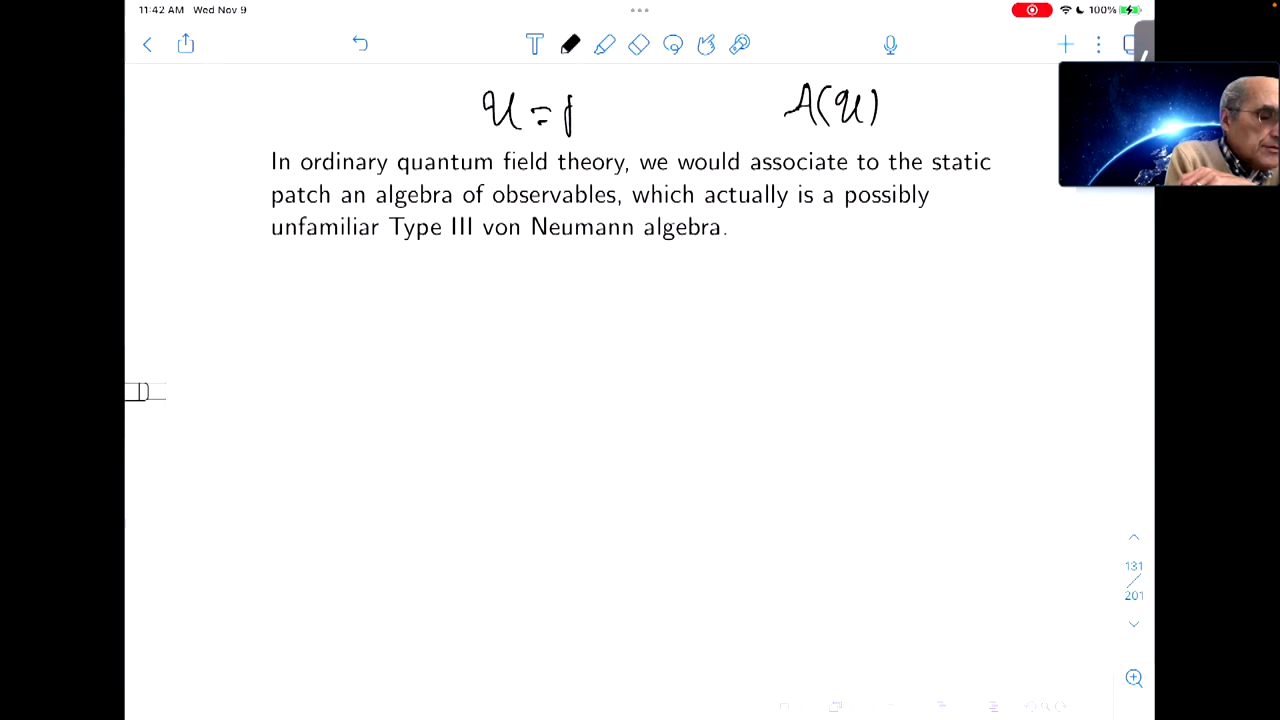 11:42 AM Wed Nov 9
100%
A(U)
In ordinary quantum field theory, we would associate to the static
patch an algebra of observables, which actually is a possibly
unfamiliar Type III von Neumann algebra.
131
201